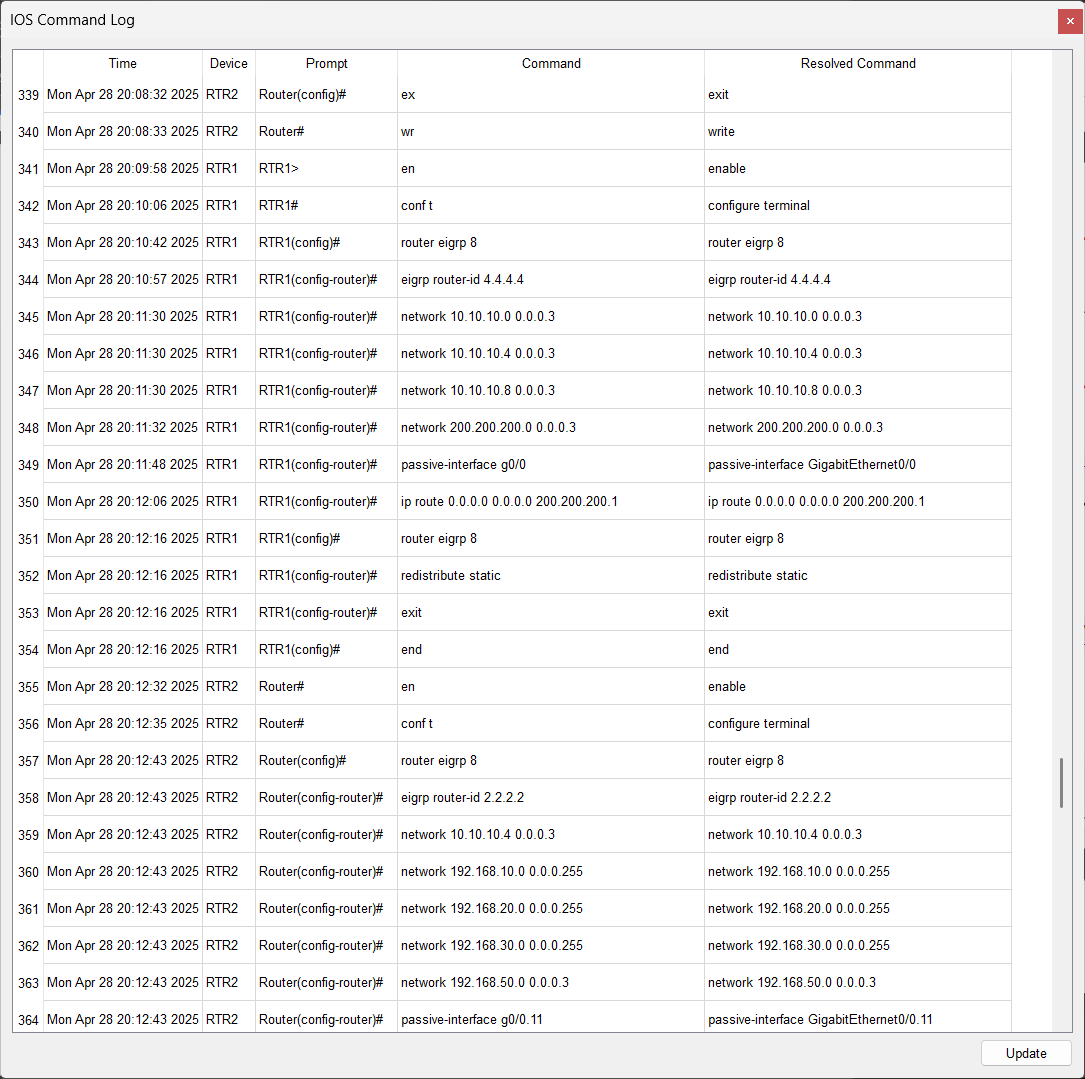 IOS Command Log
Time Device Prompt Command Resolved Command
339 Mon Apr 28 20:08:32 2025 RTR2 Router(config)# ex exit
340 Mon Apr 28 20:08:33 2025 RTR2 Router# wr write
341 Mon Apr 28 20:09:58 2025 RTR1 RTR1> en enable
342 Mon Apr 28 20:10:06 2025 RTR1 RTR1# conf t configure terminal
343 Mon Apr 28 20:10:42 2025 RTR1 RTR1(config)# router eigrp 8 router eigrp 8
344 Mon Apr 28 20:10:57 2025 RTR1 RTR1(config-router)# eigrp router-id 4.4.4.4 eigrp router-id 4.4.4.4
345 Mon Apr 28 20:11:30 2025 RTR1 RTR1(config-router)# network 10.10.10.0 0.0.0.3 network 10.10.10.0 0.0.0.3
346 Mon Apr 28 20:11:30 2025 RTR1 RTR1(config-router)# network 10.10.10.4 0.0.0.3 network 10.10.10.4 0.0.0.3
347 Mon Apr 28 20:11:30 2025 RTR1 RTR1(config-router)# network 10.10.10.8 0.0.0.3 network 10.10.10.8 0.0.0.3
348 Mon Apr 28 20:11:32 2025 RTR1 RTR1(config-router)# network 200.200.200.0 0.0.0.3 network 200.200.200.0 0.0.0.3
349 Mon Apr 28 20:11:48 2025 RTR1 RTR1(config-router)# passive-interface g0/0 passive-interface GigabitEthernet0/0
350 Mon Apr 28 20:12:06 2025 RTR1 RTR1(config-router)# ip route 0.0.0.0 0.0.0.0 200.200.200.1 ip route 0.0.0.0 0.0.0.0 200.200.200.1
351 Mon Apr 28 20:12:16 2025 RTR1 RTR1(config)# router eigrp 8 router eigrp 8
352 Mon Apr 28 20:12:16 2025 RTR1 RTR1(config-router)# redistribute static redistribute static
353 Mon Apr 28 20:12:16 2025 RTR1 RTR1(config-router)# exit exit
354 Mon Apr 28 20:12:16 2025 RTR1 RTR1(config)# end end
355 Mon Apr 28 20:12:32 2025 RTR2 Router# en enable
356 Mon Apr 28 20:12:35 2025 RTR2 Router# conf t configure terminal
357 Mon Apr 28 20:12:43 2025 RTR2 Router(config)# router eigrp 8 router eigrp 8
358 Mon Apr 28 20:12:43 2025 RTR2 Router(config-router)# eigrp router-id 2.2.2.2 eigrp router-id 2.2.2.2
359 Mon Apr 28 20:12:43 2025 RTR2 Router(config-router)# network 10.10.10.4 0.0.0.3 network 10.10.10.4 0.0.0.3
360 Mon Apr 28 20:12:43 2025 RTR2 Router(config-router)# network 192.168.10.0 0.0.0.255 network 192.168.10.0 0.0.0.255
361 Mon Apr 28 20:12:43 2025 RTR2 Router(config-router)# network 192.168.20.0 0.0.0.255 network 192.168.20.0 0.0.0.255
362 Mon Apr 28 20:12:43 2025 RTR2 Router(config-router)# network 192.168.30.0 0.0.0.255 network 192.168.30.0 0.0.0.255
363 Mon Apr 28 20:12:43 2025 RTR2 Router(config-router)# network 192.168.50.0 0.0.0.3 network 192.168.50.0 0.0.0.3
364 Mon Apr 28 20:12:43 2025 RTR2 Router(config-router)# passive-interface g0/0.11 passive-interface GigabitEthernet0/0.11
Update